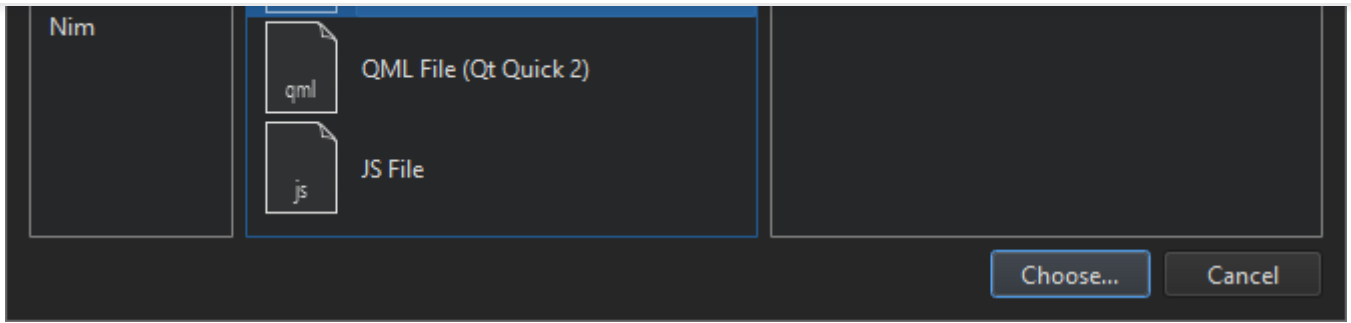 Nim
qml
QML File (Qt Quick 2)
js
JS File
Choose...
Cancel